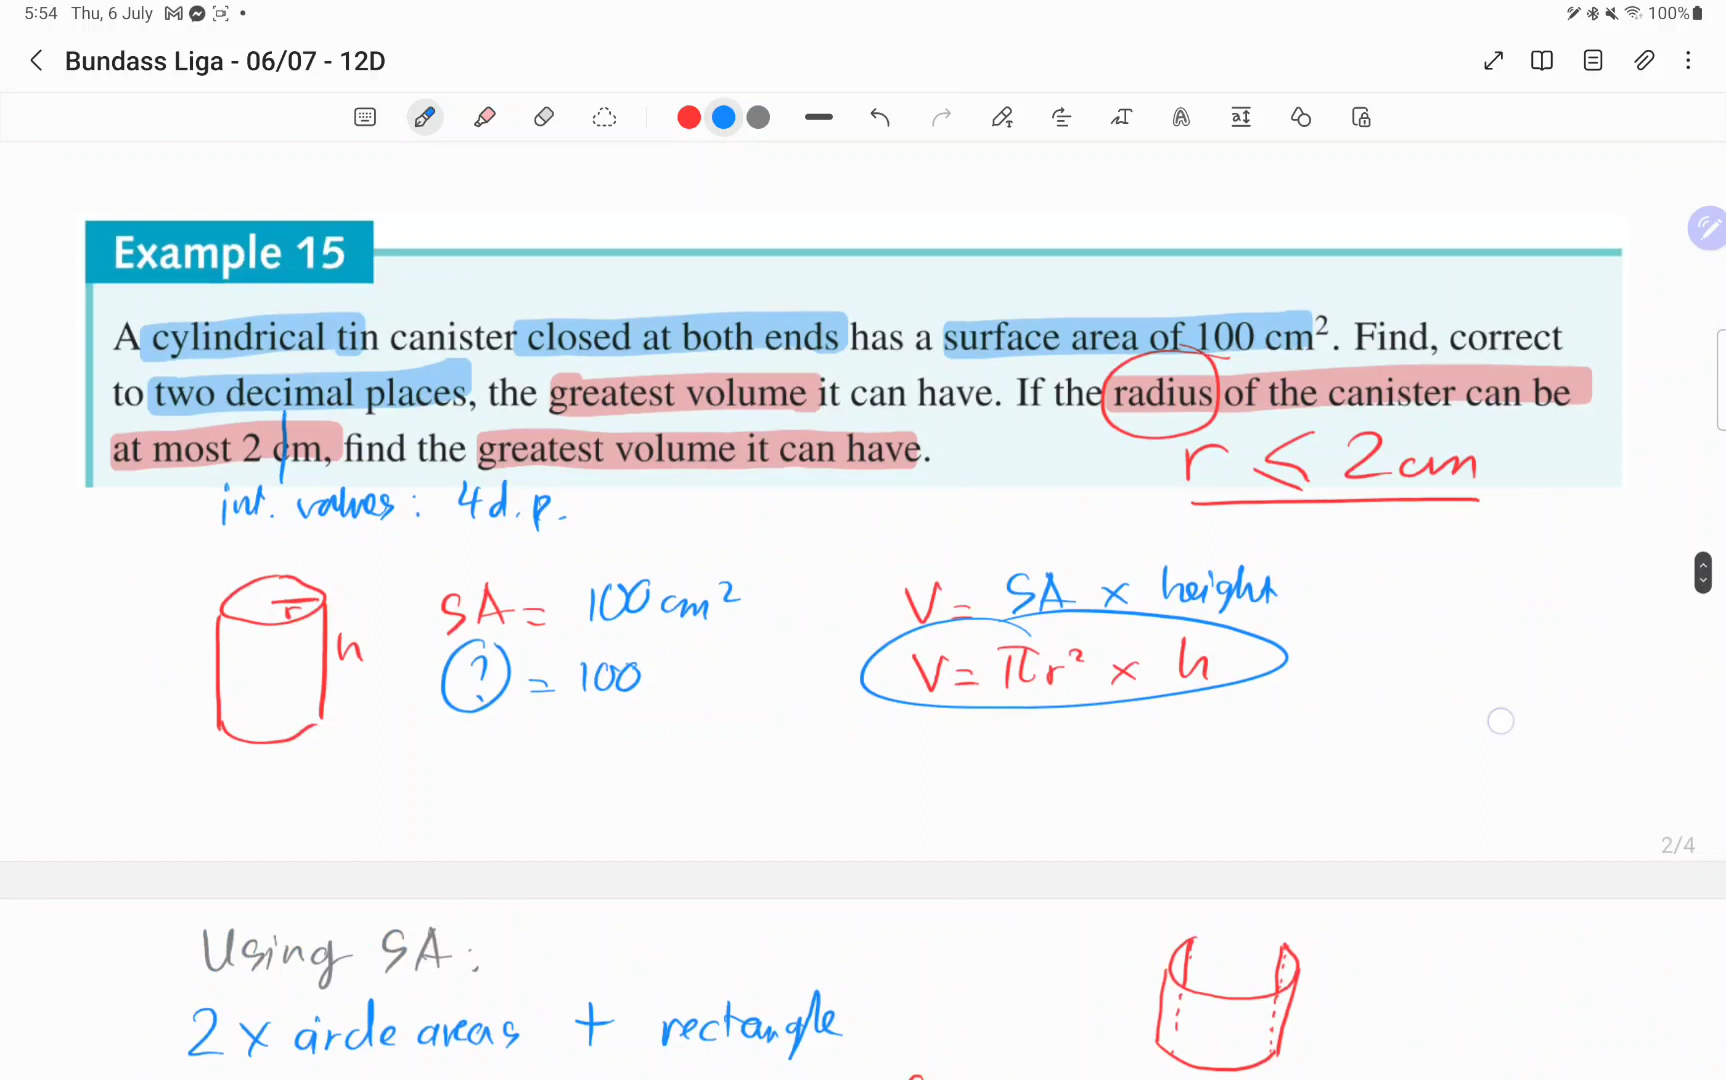 5:54 Thu, 6 July 100%
Bundass Liga - 06/07 - 12D
Example 15
A cylindrical tin canister closed at both ends has a surface area of 100 cm². Find, correct
to two decimal places, the greatest volume it can have. If the radius of the canister can be
at most 2 cm, find the greatest volume it can have.
r ≤ 2cm
int. values: 4 d.p.
r
h
SA = 100 cm²
? = 100
V = SA × height
V = πr² × h
2/4
Using SA:
2 × circle areas + rectangle